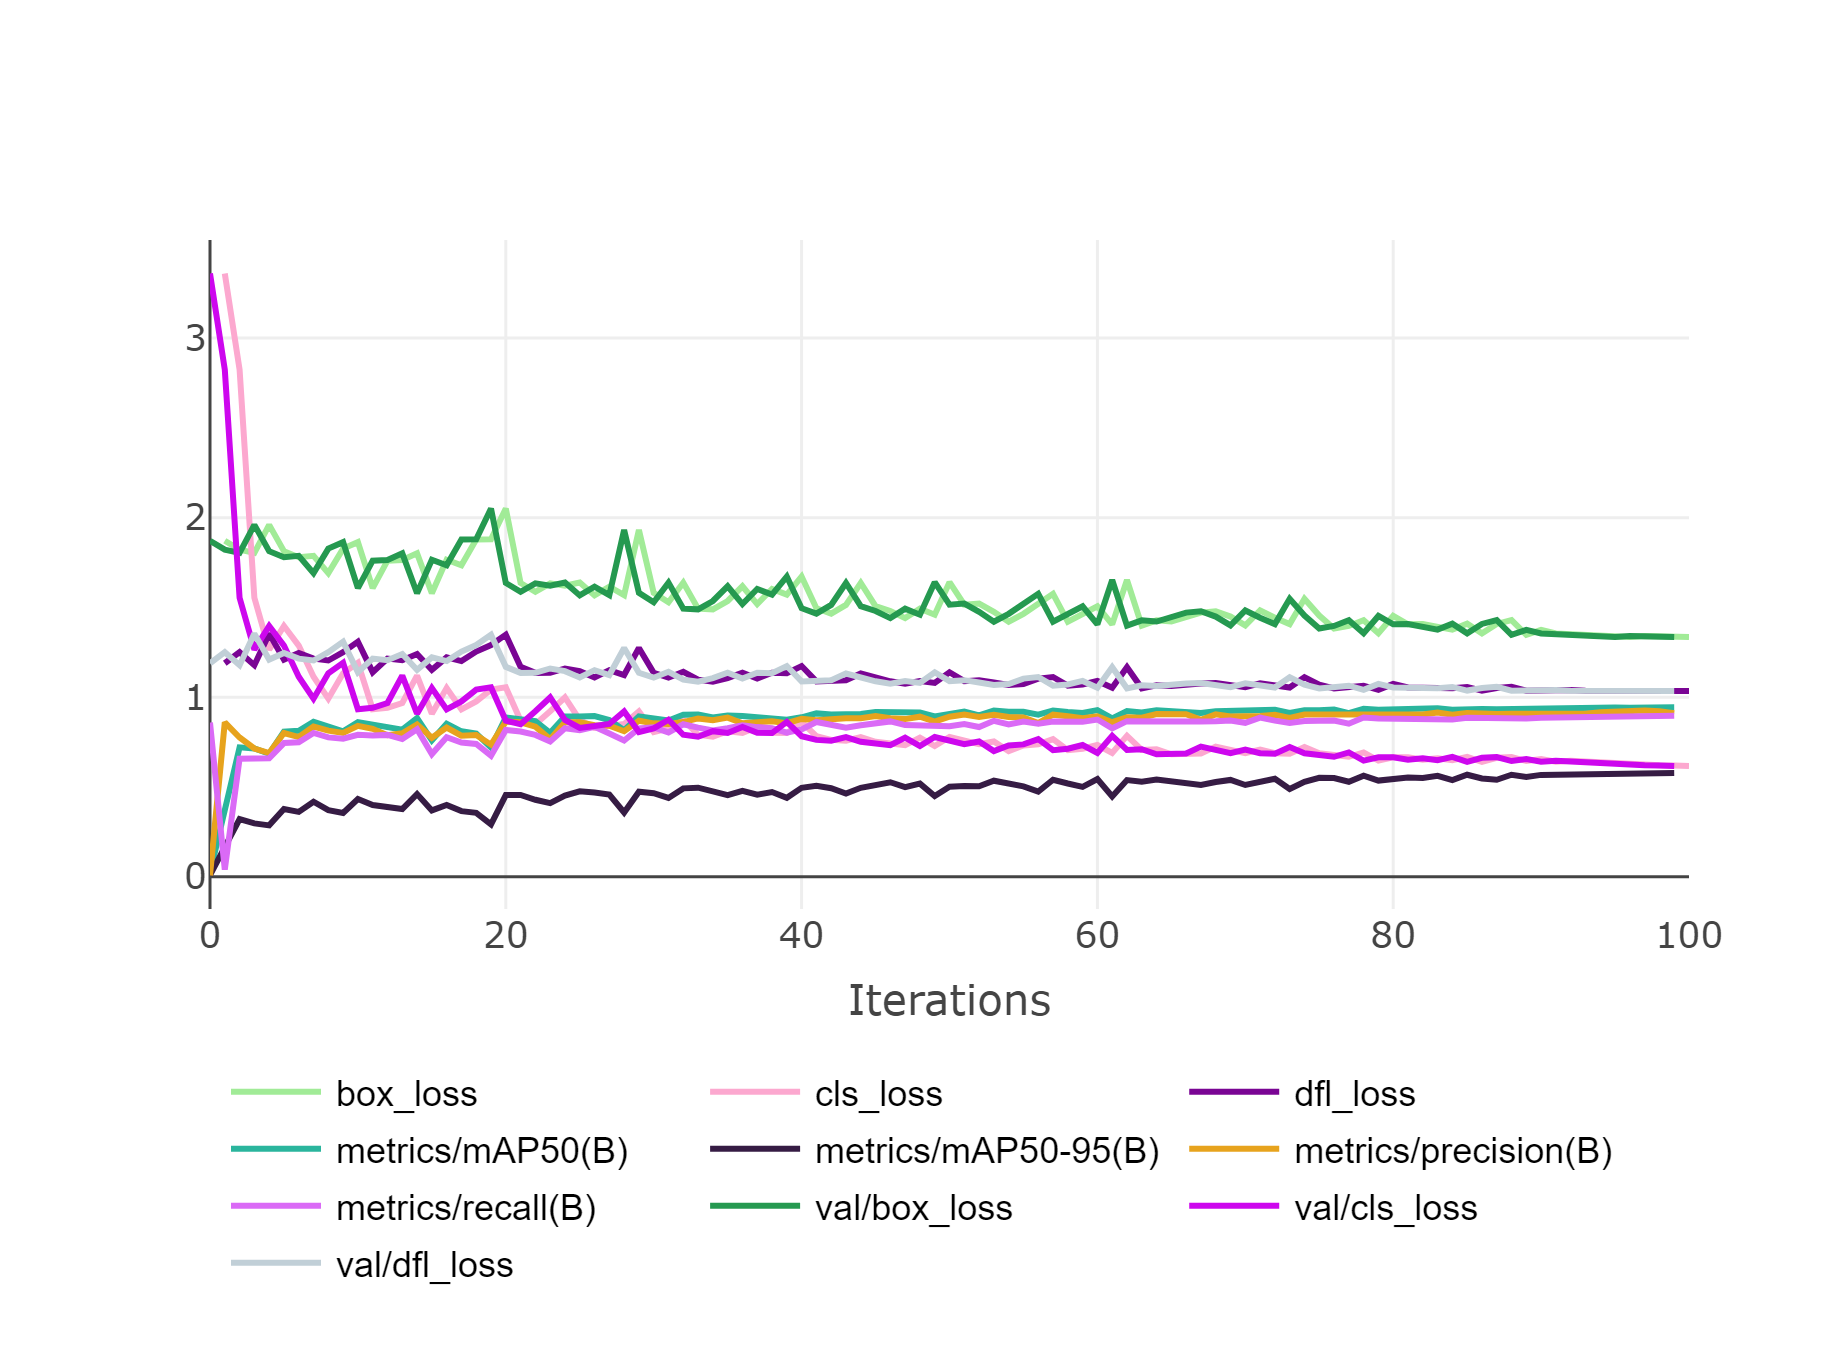 3
2
1
0
0 20 40 60 80 100
Iterations
box_loss cls_loss dfl_loss
metrics/mAP50(B) metrics/mAP50-95(B) metrics/precision(B)
metrics/recall(B) val/box_loss val/cls_loss
val/dfl_loss